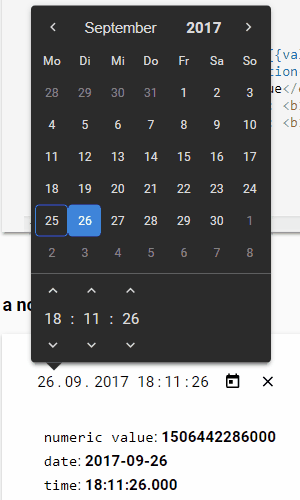 September 2017
Mo Di Mi Do Fr Sa So
28 29 30 31 1 2 3
4 5 6 7 8 9 10
11 12 13 14 15 16 17
18 19 20 21 22 23 24
25 26 27 28 29 30 1
2 3 4 5 6 7 8
18 : 11 : 26
26.09.2017 18:11:26
numeric value: 1506442286000
date: 2017-09-26
time: 18:11:26.000